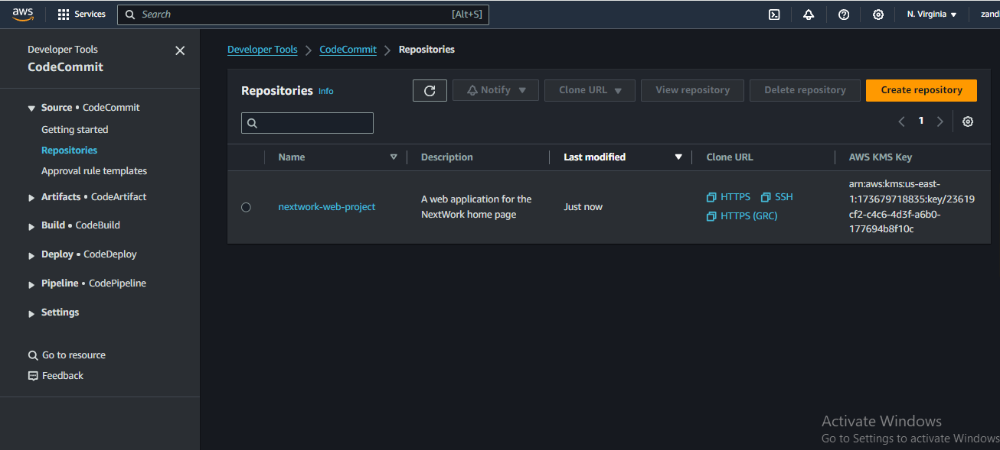 aws Services Search [Alt+S] N. Virginia zand
Developer Tools
CodeCommit
Source • CodeCommit
Getting started
Repositories
Approval rule templates
Artifacts • CodeArtifact
Build • CodeBuild
Deploy • CodeDeploy
Pipeline • CodePipeline
Settings
Go to resource
Feedback
Developer Tools CodeCommit Repositories
Repositories Info Notify Clone URL View repository Delete repository Create repository
1
Name Description Last modified Clone URL AWS KMS Key
nextwork-web-project
A web application for the
NextWork home page
Just now
HTTPS SSH
HTTPS (GRC)
arn:aws:kms:us-east-
1:173679718835:key/23619
cf2-c4c6-4d3f-a6b0-
177694b8f10c
Activate Windows
Go to Settings to activate Windows